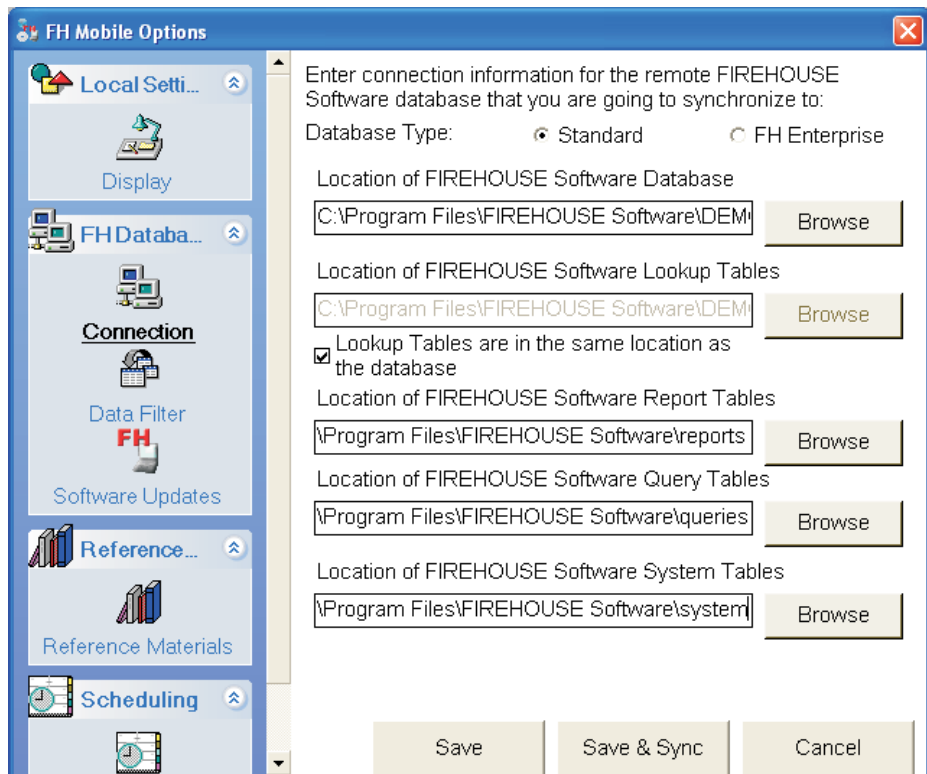 FH Mobile Options
Local Setti...
Display
FH Databa...
Connection
Data Filter
FH
Software Updates
Reference...
Reference Materials
Scheduling
Enter connection information for the remote FIREHOUSE
Software database that you are going to synchronize to:
Database Type: Standard FH Enterprise
Location of FIREHOUSE Software Database
C:\Program Files\FIREHOUSE Software\DEM Browse
Location of FIREHOUSE Software Lookup Tables
C:\Program Files\FIREHOUSE Software\DEM Browse
Lookup Tables are in the same location as
the database
Location of FIREHOUSE Software Report Tables
\Program Files\FIREHOUSE Software\reports Browse
Location of FIREHOUSE Software Query Tables
\Program Files\FIREHOUSE Software\queries Browse
Location of FIREHOUSE Software System Tables
\Program Files\FIREHOUSE Software\system Browse
Save Save & Sync Cancel